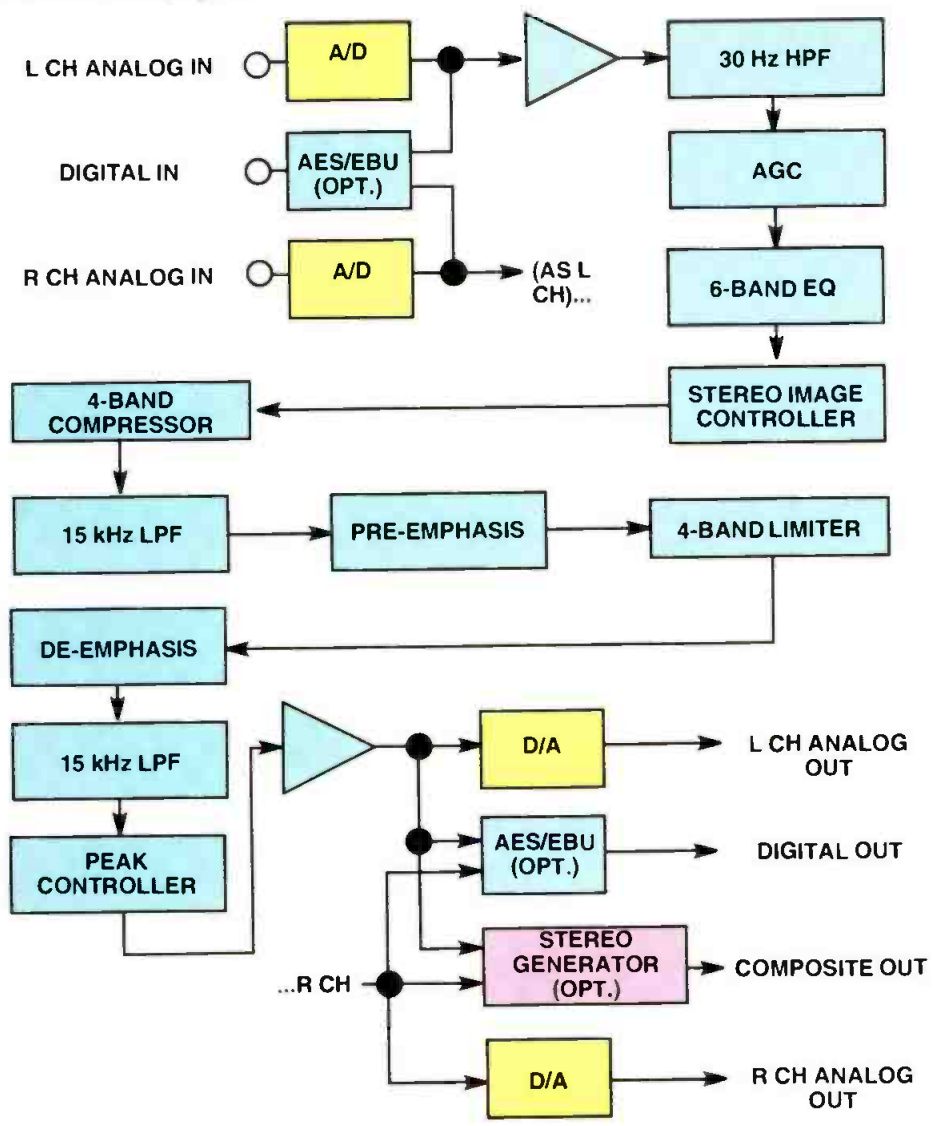 L CH ANALOG IN
A/D
30 Hz HPF
DIGITAL IN
AES/EBU
(OPT.)
AGC
R CH ANALOG IN
A/D
(AS L
CH)...
6-BAND EQ
4-BAND
COMPRESSOR
STEREO IMAGE
CONTROLLER
15 kHz LPF
PRE-EMPHASIS
4-BAND LIMITER
DE-EMPHASIS
15 kHz LPF
PEAK
CONTROLLER
D/A
L CH ANALOG
OUT
AES/EBU
(OPT.)
DIGITAL OUT
...R CH
STEREO
GENERATOR
(OPT.)
COMPOSITE OUT
D/A
R CH ANALOG
OUT